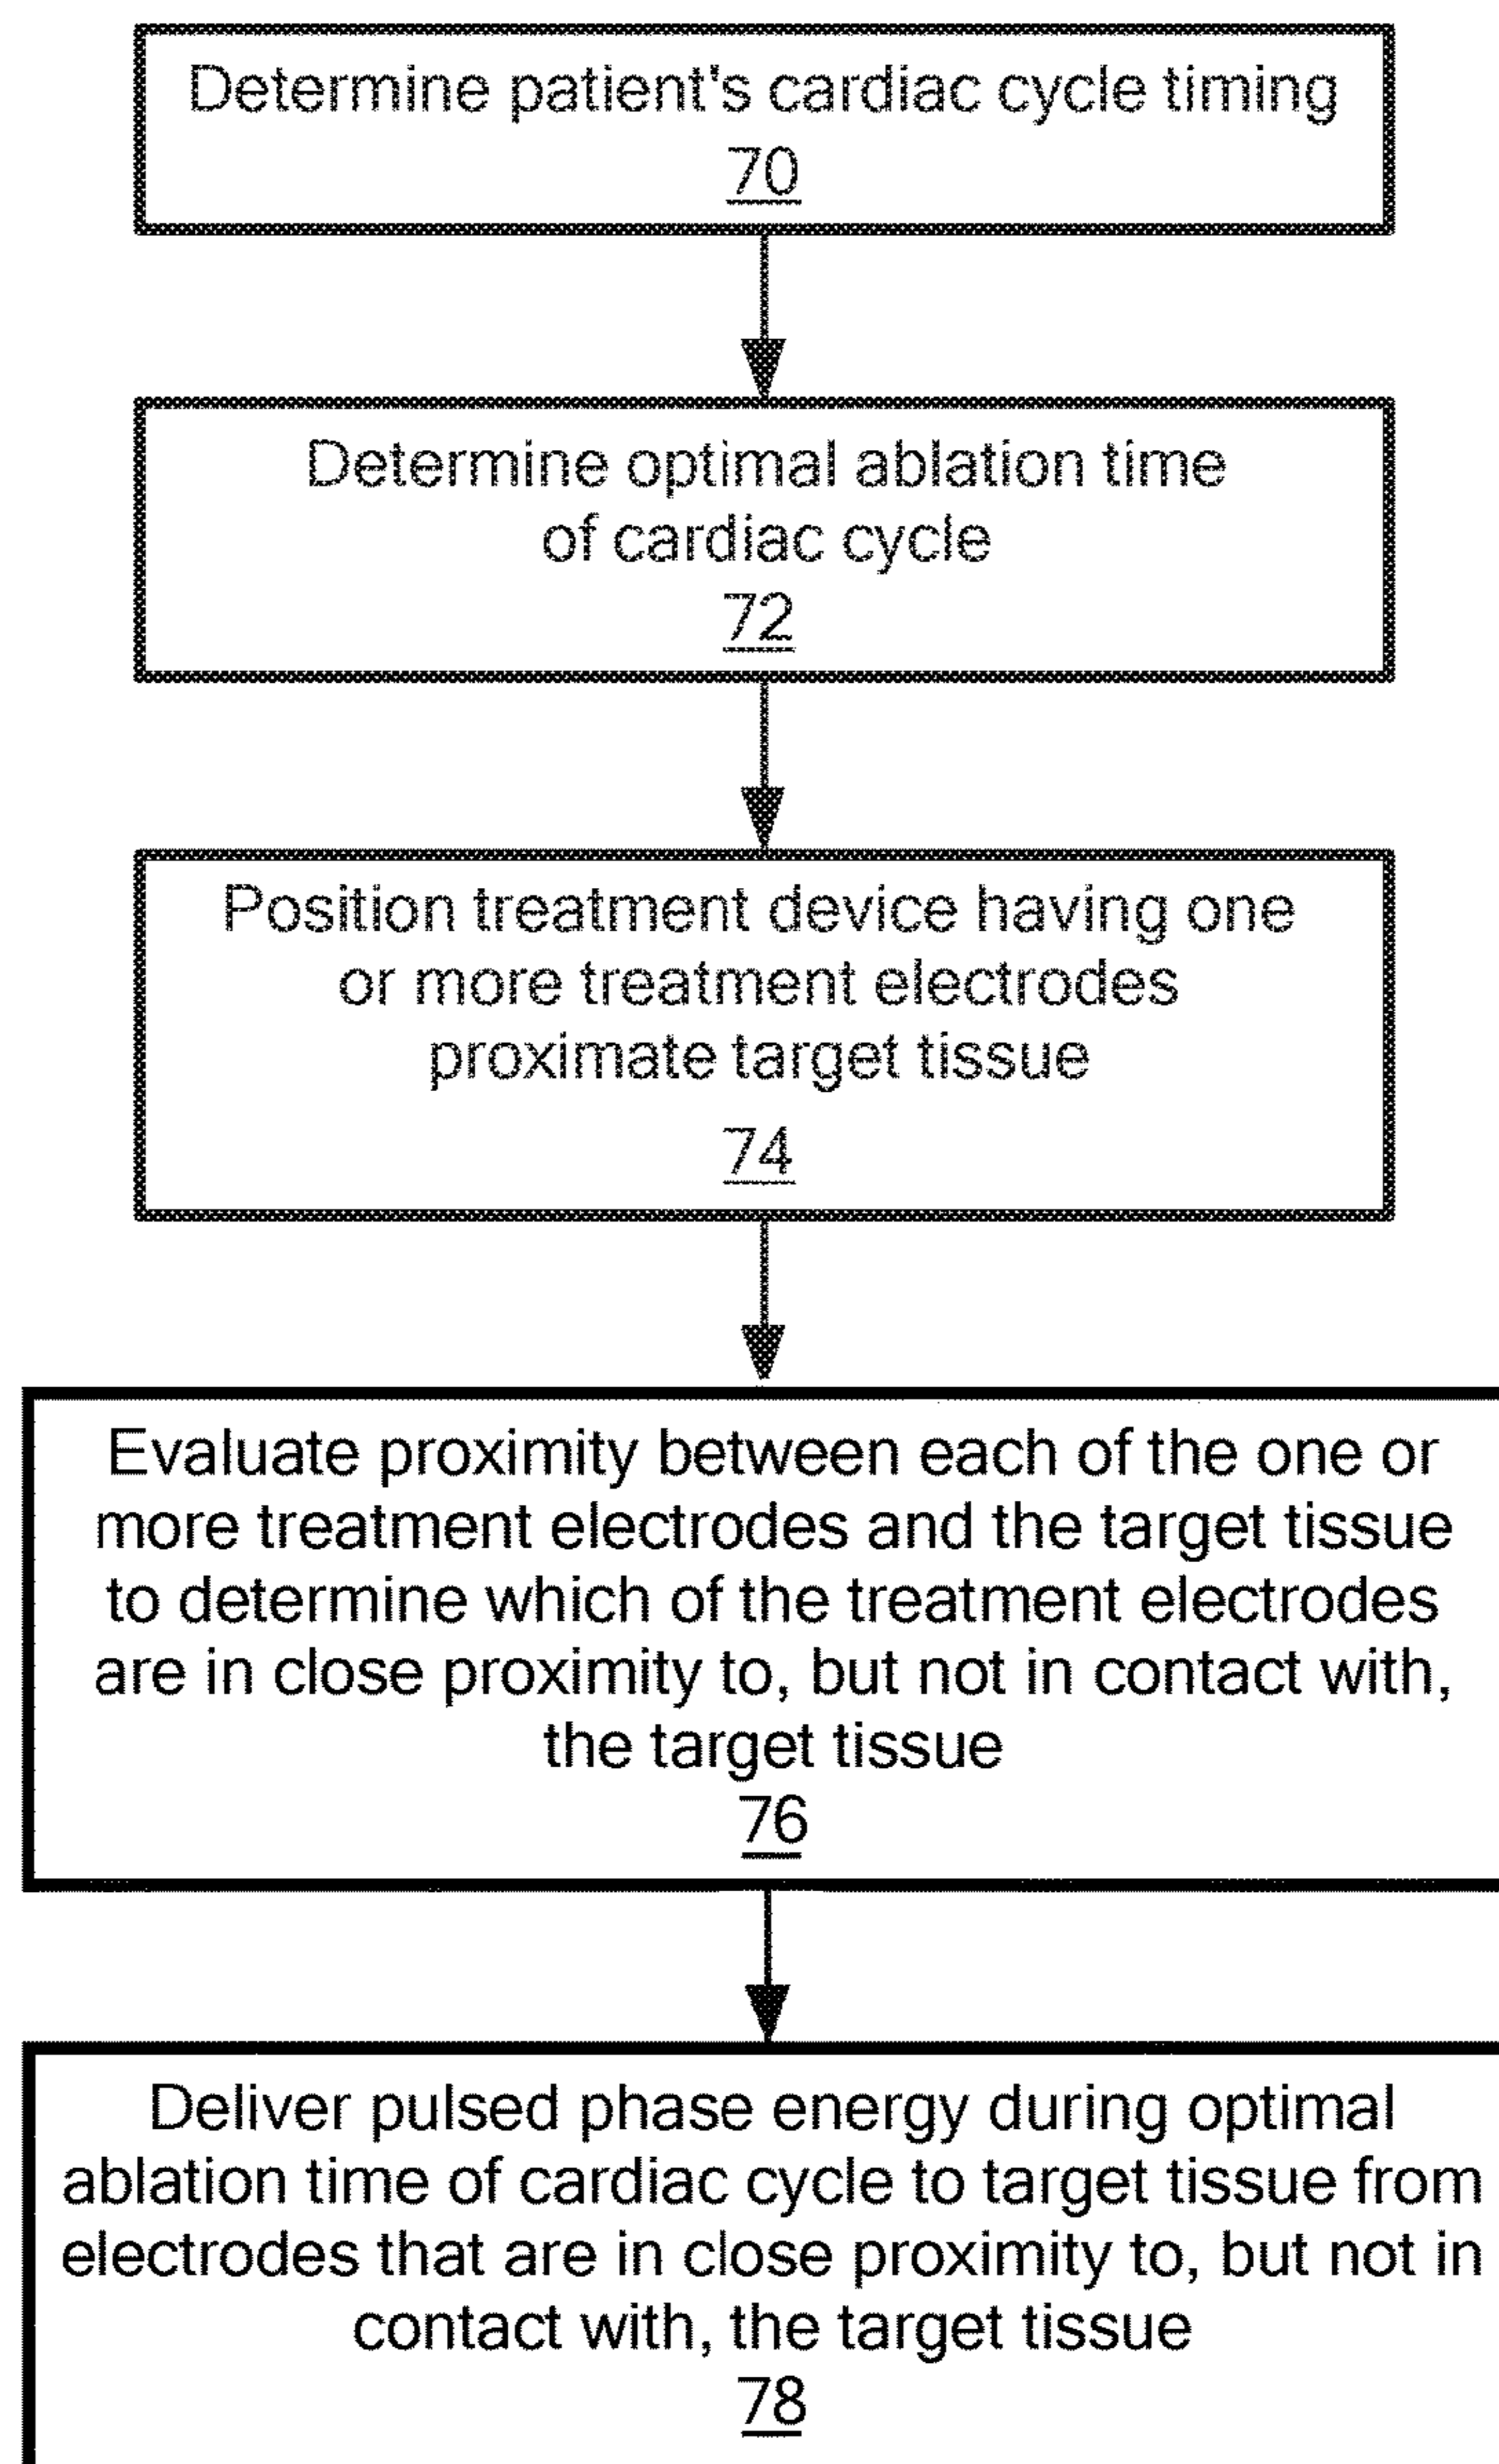 Determine patient's cardiac cycle timing
70
Determine optimal ablation time
of cardiac cycle
72
Position treatment device having one
or more treatment electrodes
proximate target tissue
74
Evaluate proximity between each of the one or
more treatment electrodes and the target tissue
to determine which of the treatment electrodes
are in close proximity to, but not in contact with,
the target tissue
76
Deliver pulsed phase energy during optimal
ablation time of cardiac cycle to target tissue from
electrodes that are in close proximity to, but not in
contact with, the target tissue
78